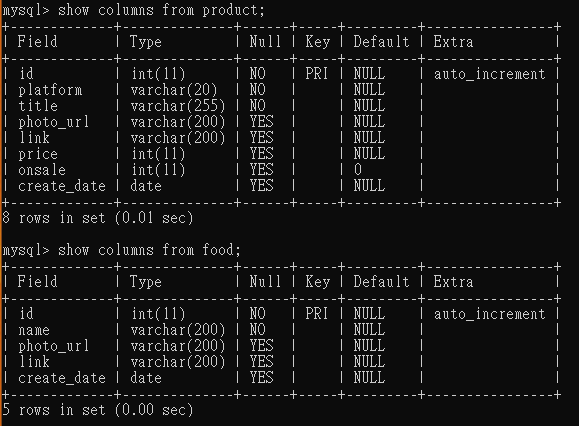 mysql> show columns from product;
+-------------+--------------+------+-----+---------+----------------+
| Field | Type | Null | Key | Default | Extra |
+-------------+--------------+------+-----+---------+----------------+
| id | int(11) | NO | PRI | NULL | auto_increment |
| platform | varchar(20) | NO | | NULL | |
| title | varchar(255) | NO | | NULL | |
| photo_url | varchar(200) | YES | | NULL | |
| link | varchar(200) | YES | | NULL | |
| price | int(11) | YES | | NULL | |
| onsale | int(11) | YES | | 0 | |
| create_date | date | YES | | NULL | |
+-------------+--------------+------+-----+---------+----------------+
8 rows in set (0.01 sec)
mysql> show columns from food;
+-------------+--------------+------+-----+---------+----------------+
| Field | Type | Null | Key | Default | Extra |
+-------------+--------------+------+-----+---------+----------------+
| id | int(11) | NO | PRI | NULL | auto_increment |
| name | varchar(200) | NO | | NULL | |
| photo_url | varchar(200) | YES | | NULL | |
| link | varchar(200) | YES | | NULL | |
| create_date | date | YES | | NULL | |
+-------------+--------------+------+-----+---------+----------------+
5 rows in set (0.00 sec)